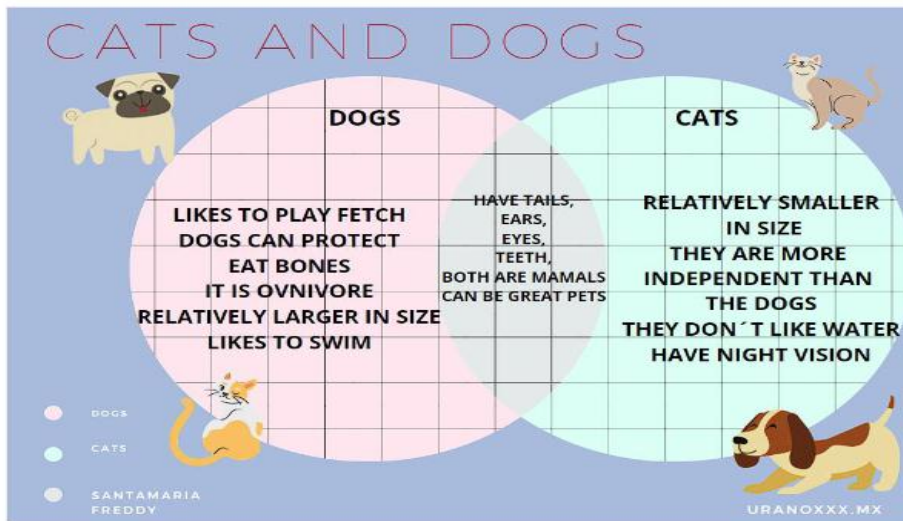 CATS AND DOGS
DOGS
LIKES TO PLAY FETCH
DOGS CAN PROTECT
EAT BONES
IT IS OVNIVORE
RELATIVELY LARGER IN SIZE
LIKES TO SWIM
HAVE TAILS,
EARS,
EYES,
TEETH,
BOTH ARE MAMALS
CAN BE GREAT PETS
CATS
RELATIVELY SMALLER
IN SIZE
THEY ARE MORE
INDEPENDENT THAN
THE DOGS
THEY DON´T LIKE WATER
HAVE NIGHT VISION
DOGS
CATS
SANTAMARIA
FREDDY
URANOXXX.MX